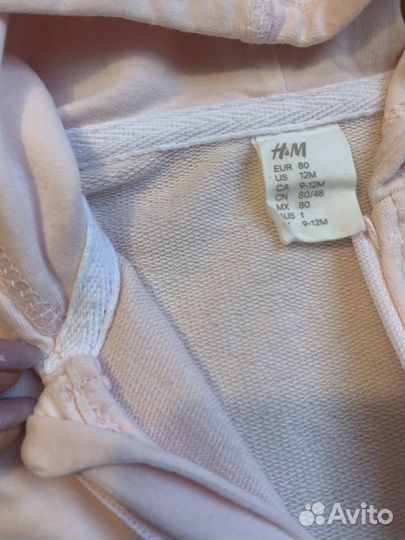 H&M
EUR 80
US 12M
CA 9-12M
CN 80/48
MX 80
AUS 1
9-12M
Avito